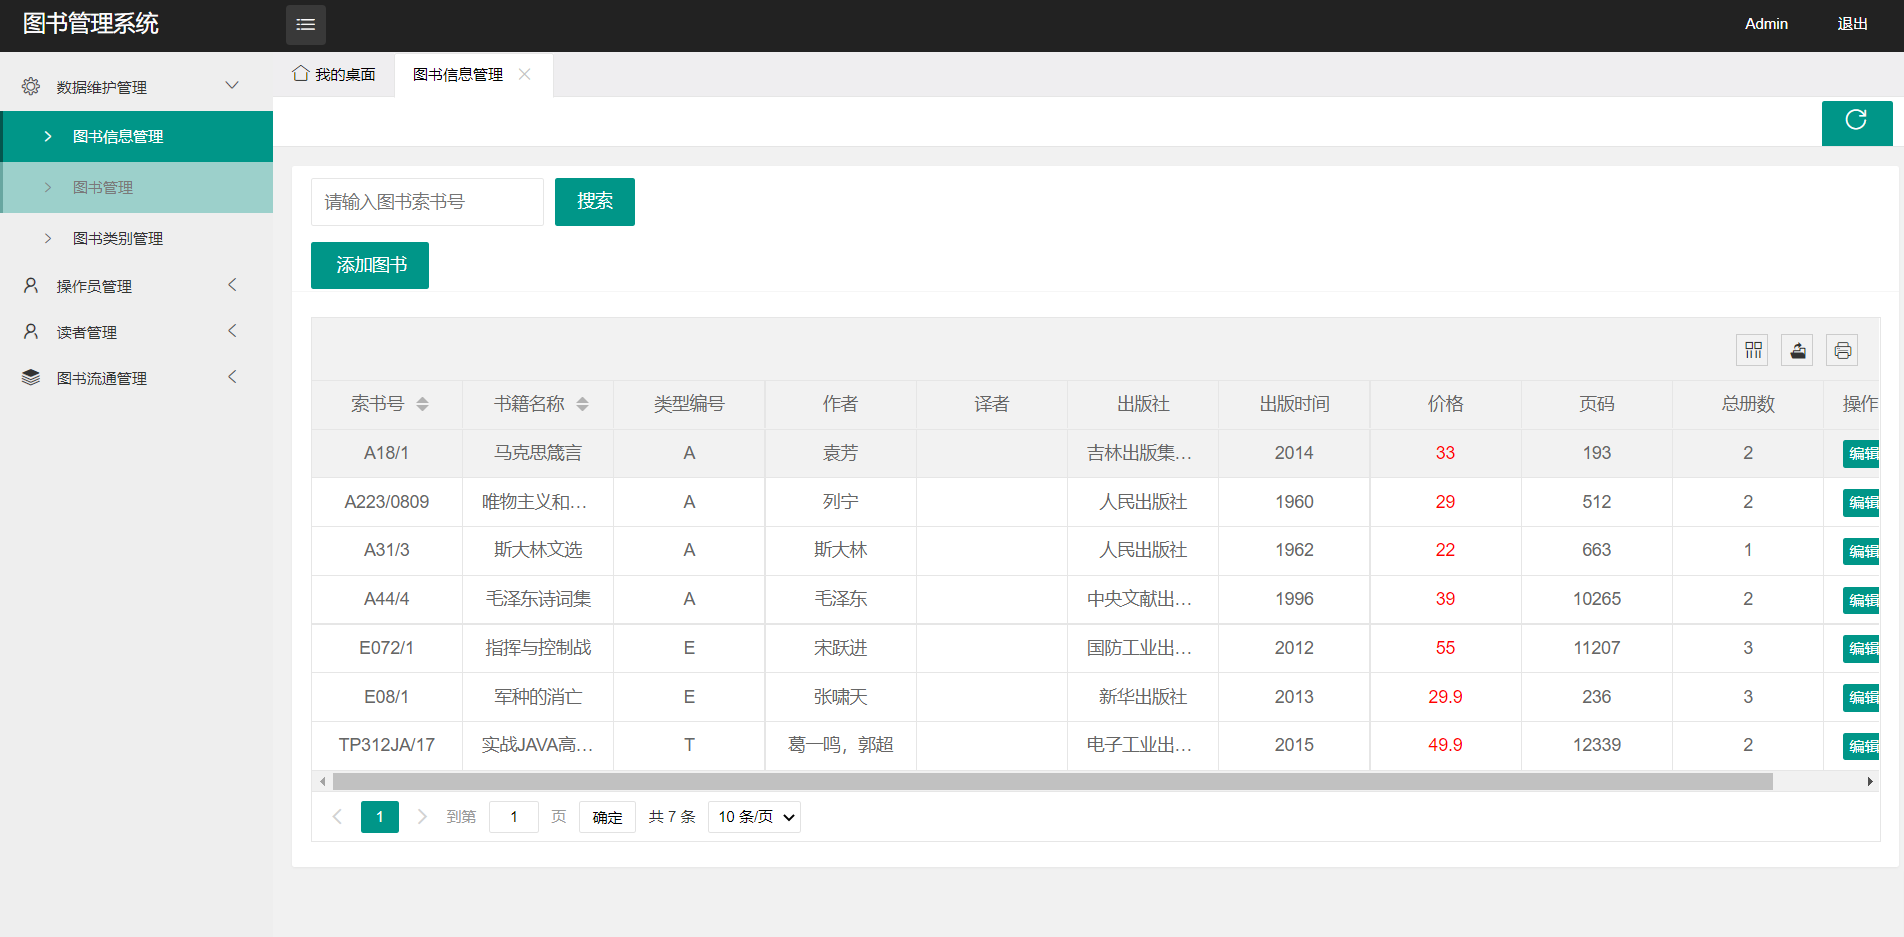 图书管理系统
Admin
退出
数据维护管理
图书信息管理
图书管理
图书类别管理
操作员管理
读者管理
图书流通管理
我的桌面
图书信息管理
请输入图书索书号
搜索
添加图书
索书号 书籍名称 类型编号 作者 译者 出版社 出版时间 价格 页码 总册数 操作
A18/1 马克思箴言 A 袁芳 吉林出版集… 2014 33 193 2 编辑
A223/0809 唯物主义和… A 列宁 人民出版社 1960 29 512 2 编辑
A31/3 斯大林文选 A 斯大林 人民出版社 1962 22 663 1 编辑
A44/4 毛泽东诗词集 A 毛泽东 中央文献出… 1996 39 10265 2 编辑
E072/1 指挥与控制战 E 宋跃进 国防工业出… 2012 55 11207 3 编辑
E08/1 军种的消亡 E 张啸天 新华出版社 2013 29.9 236 3 编辑
TP312JA/17 实战JAVA高… T 葛一鸣，郭超 电子工业出… 2015 49.9 12339 2 编辑
1 到第 1 页 确定 共 7 条 10 条/页